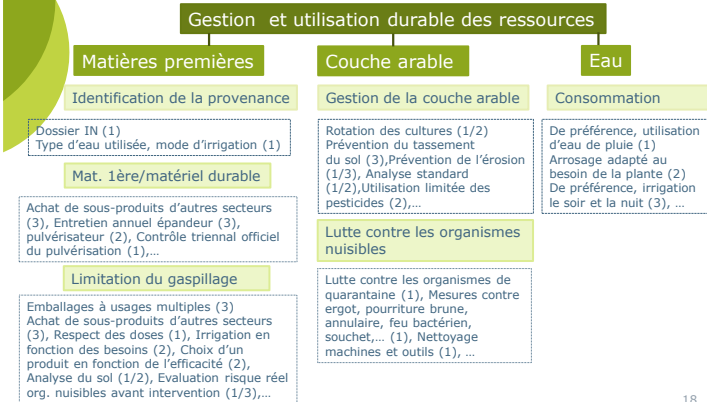 Gestion et utilisation durable des ressources
Matières premières
Identification de la provenance
Dossier IN (1)
Type d'eau utilisée, mode d'irrigation (1)
Mat. 1ère/matériel durable
Achat de sous-produits d'autres secteurs
(3), Entretien annuel épandeur (3),
pulvérisateur (2), Contrôle triennal officiel
du pulvérisation (1),…
Limitation du gaspillage
Emballages à usages multiples (3)
Achat de sous-produits d'autres secteurs
(3), Respect des doses (1), Irrigation en
fonction des besoins (2), Choix d'un
produit en fonction de l'efficacité (2),
Analyse du sol (1/2), Evaluation risque réel
org. nuisibles avant intervention (1/3),…
Couche arable
Gestion de la couche arable
Rotation des cultures (1/2)
Prévention du tassement
du sol (3),Prévention de l'érosion
(1/3), Analyse standard
(1/2),Utilisation limitée des
pesticides (2),…
Lutte contre les organismes
nuisibles
Lutte contre les organismes de
quarantaine (1), Mesures contre
ergot, pourriture brune,
annulaire, feu bactérien,
souchet,… (1), Nettoyage
machines et outils (1), …
Eau
Consommation
De préférence, utilisation
d'eau de pluie (1)
Arrosage adapté au
besoin de la plante (2)
De préférence, irrigation
le soir et la nuit (3), …
18